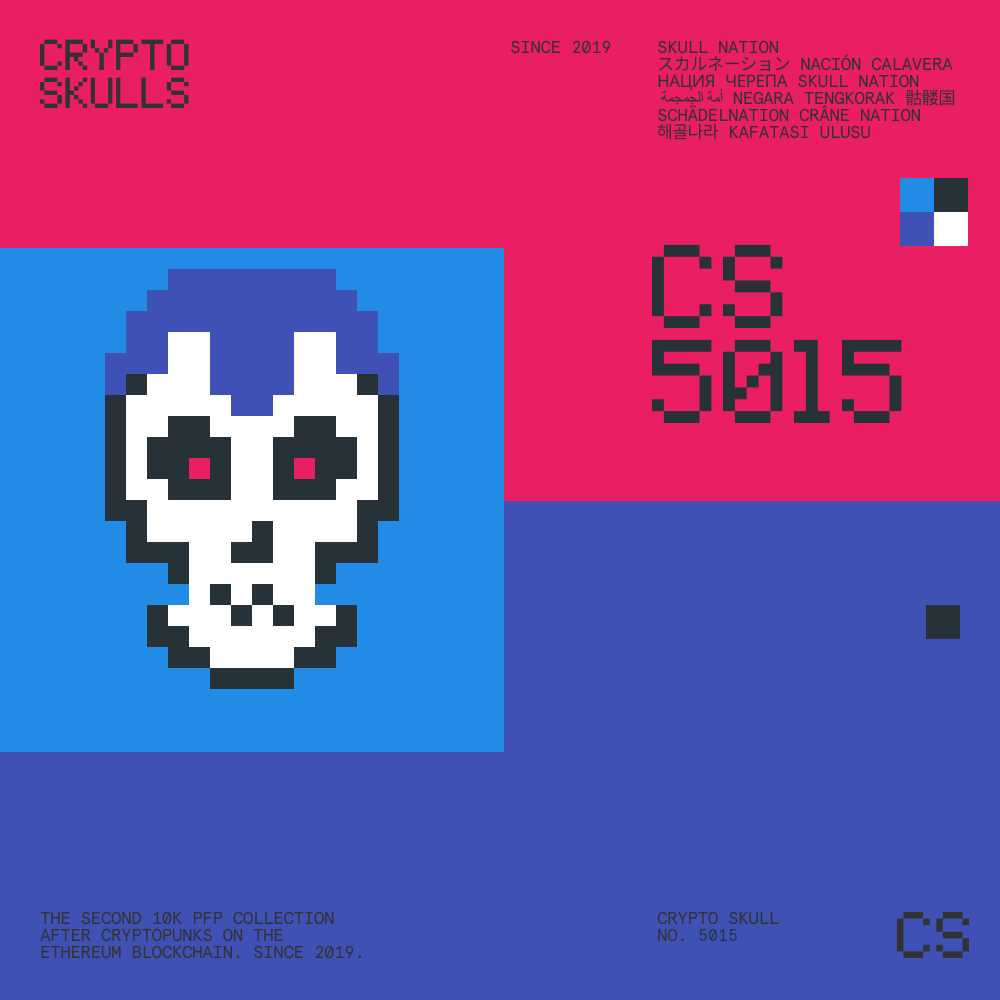 CRYPTO
SKULLS
SINCE 2019
SKULL NATION
スカルネーション NACIÓN CALAVERA
НАЦИЯ ЧЕРЕПА SKULL NATION
أمة الجمجمة NEGARA TENGKORAK 骷髅国
SCHÄDELNATION CRÂNE NATION
해골나라 KAFATASI ULUSU
CS
5015
THE SECOND 10K PFP COLLECTION
AFTER CRYPTOPUNKS ON THE
ETHEREUM BLOCKCHAIN. SINCE 2019.
CRYPTO SKULL
NO. 5015
CS